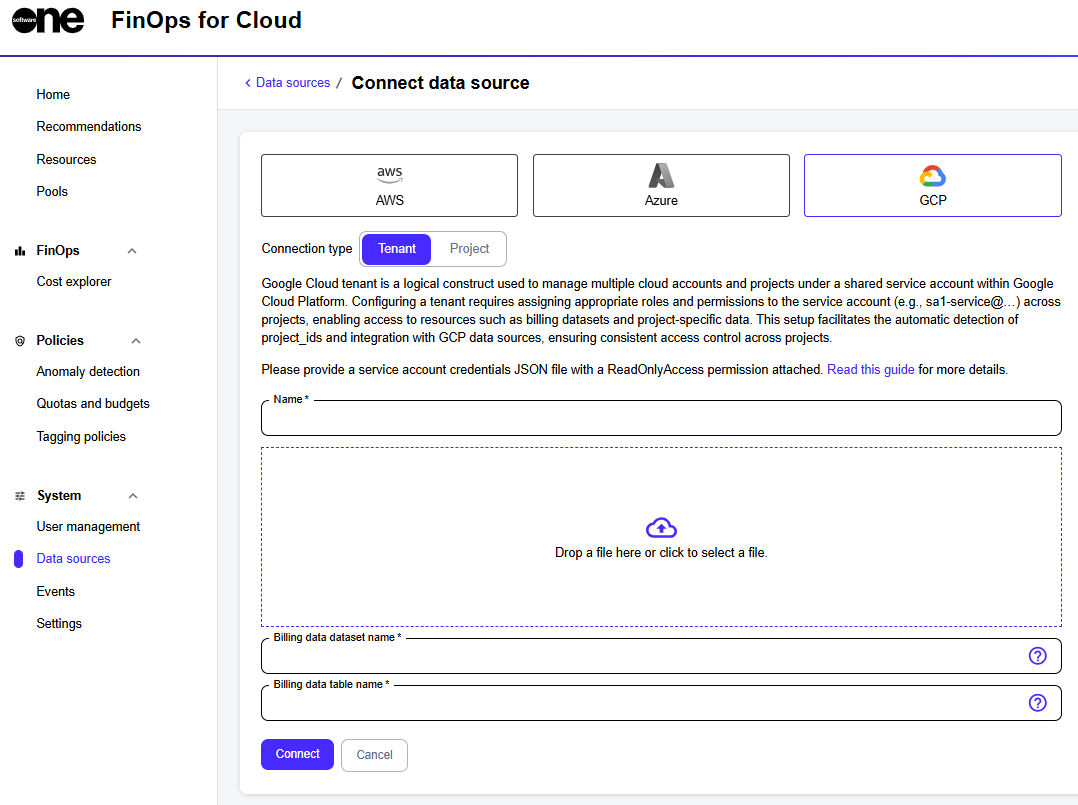 software one
FinOps for Cloud
Home
Recommendations
Resources
Pools
FinOps
Cost explorer
Policies
Anomaly detection
Quotas and budgets
Tagging policies
System
User management
Data sources
Events
Settings
Data sources / Connect data source
aws
AWS
Azure
GCP
Connection type Tenant Project
Google Cloud tenant is a logical construct used to manage multiple cloud accounts and projects under a shared service account within Google
Cloud Platform. Configuring a tenant requires assigning appropriate roles and permissions to the service account (e.g., sa1-service@...) across
projects, enabling access to resources such as billing datasets and project-specific data. This setup facilitates the automatic detection of
project_ids and integration with GCP data sources, ensuring consistent access control across projects.
Please provide a service account credentials JSON file with a ReadOnlyAccess permission attached. Read this guide for more details.
Name *
Drop a file here or click to select a file.
Billing data dataset name *
?
Billing data table name *
?
Connect Cancel